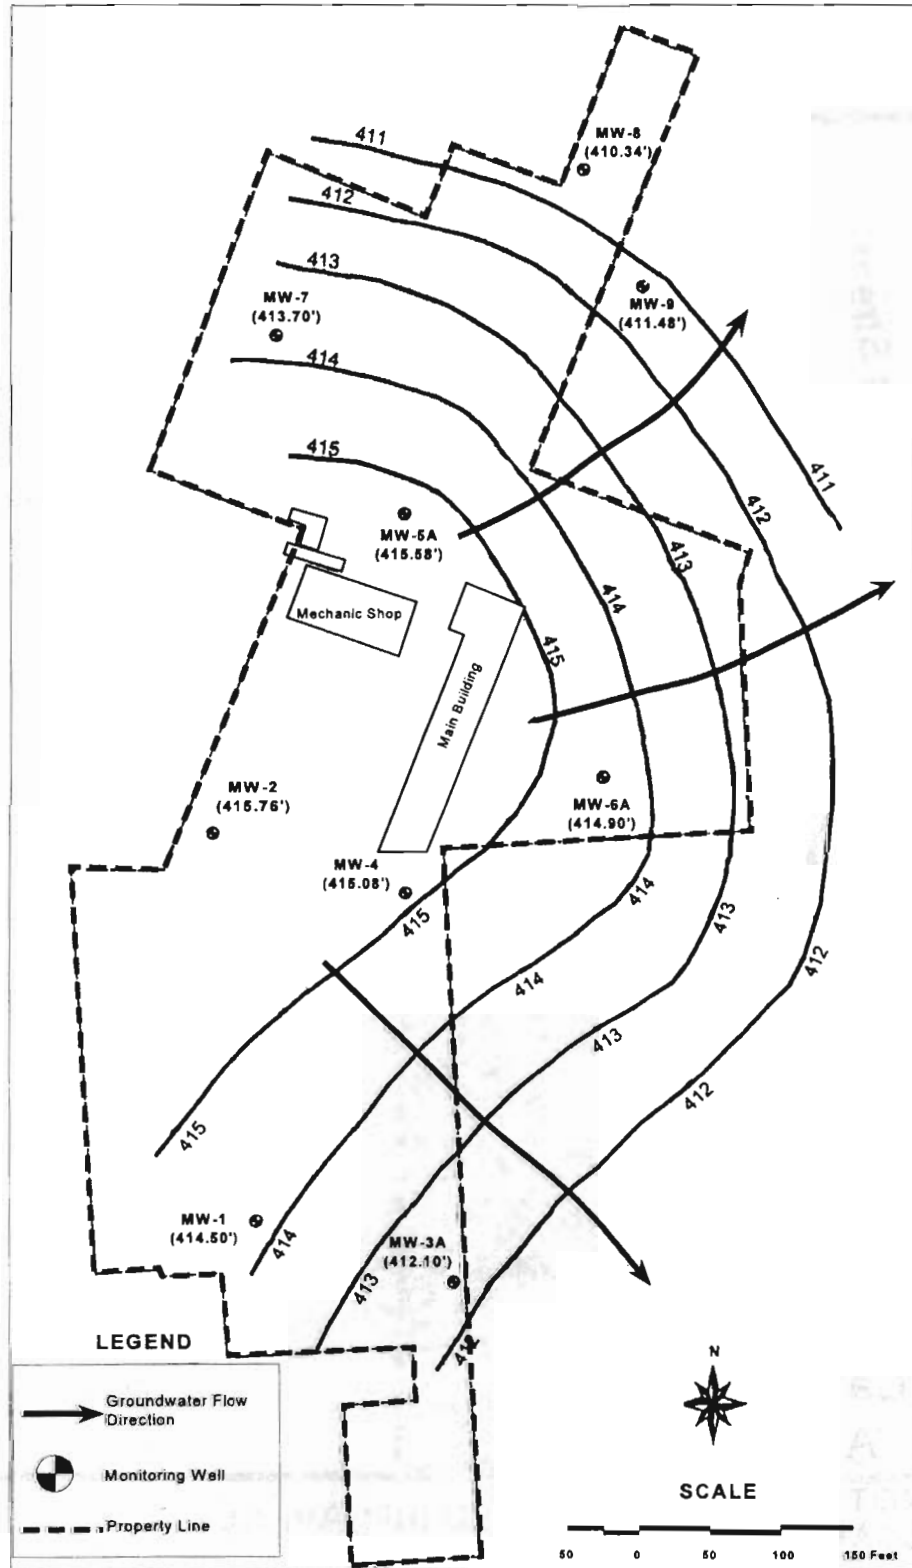 411
MW-8
(410.34')
412
413
MW-7
(413.70')
MW-9
(411.48')
414
415
411
412
MW-5A
(415.58')
413
414
Mechanic Shop
415
Main Building
MW-2
(415.76')
MW-6A
(414.90')
MW-4
(415.08')
414
415
413
412
414
413
412
415
MW-1
(414.50')
414
MW-3A
(412.10')
413
412
LEGEND
Groundwater Flow
Direction
Monitoring Well
Property Line
N
SCALE
50 0 50 100 150 Feet